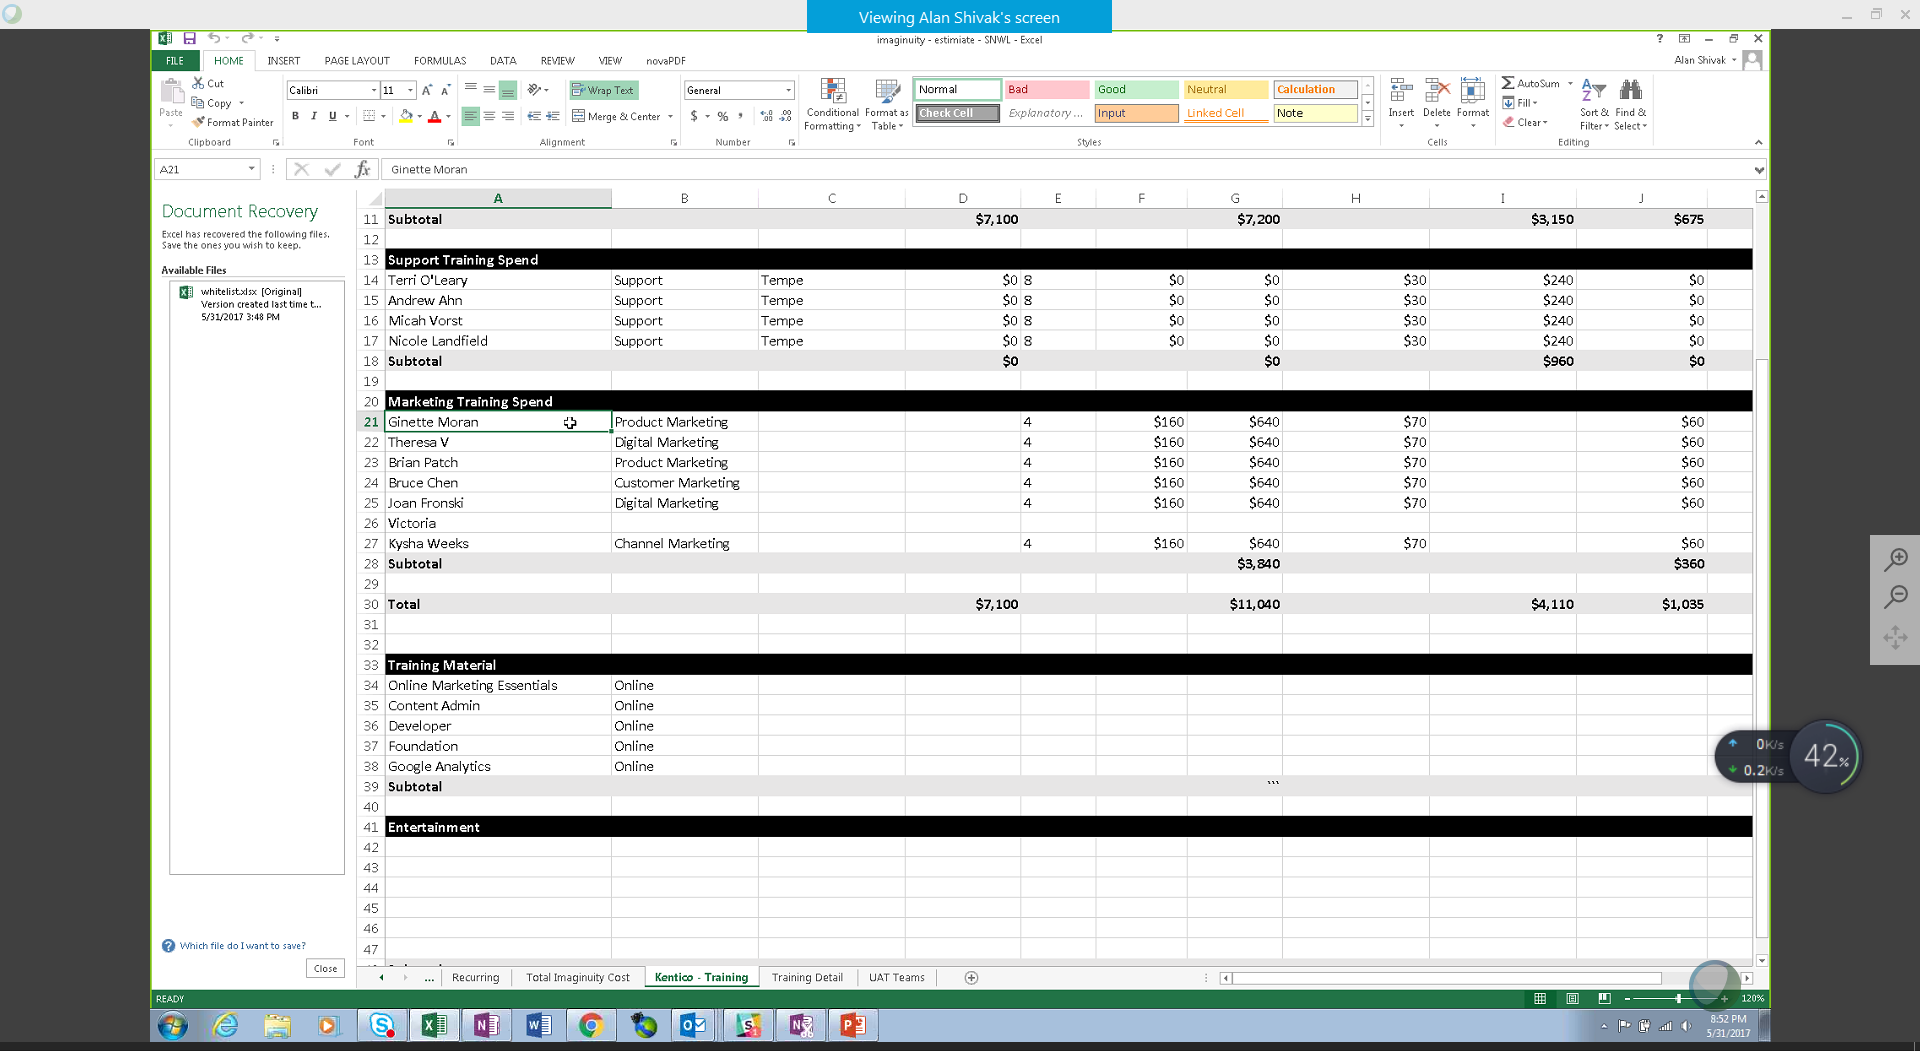 Viewing Alan Shivak's screen
imaginuity - estimiate - SNWL - Excel
FILE HOME INSERT PAGE LAYOUT FORMULAS DATA REVIEW VIEW novaPDF Alan Shivak
Paste Cut Copy Format Painter Clipboard
Calibri 11 B I U A Font
Wrap Text Merge & Center Alignment
General $ % , Number
Conditional Formatting Format as Table
Normal Bad Good Neutral Calculation
Check Cell Explanatory ... Input Linked Cell Note
Styles
Insert Delete Format Cells
AutoSum Fill Clear Sort & Filter Find & Select Editing
A21 fx Ginette Moran
Document Recovery
Excel has recovered the following files.
Save the ones you wish to keep.
Available Files
whitelist.xlsx [Original]
Version created last time t...
5/31/2017 3:48 PM
Which file do I want to save?
Close
A B C D E F G H I J
11 Subtotal $7,100 $7,200 $3,150 $675
12
13 Support Training Spend
14 Terri O'Leary Support Tempe $0 8 $0 $0 $30 $240 $0
15 Andrew Ahn Support Tempe $0 8 $0 $0 $30 $240 $0
16 Micah Vorst Support Tempe $0 8 $0 $0 $30 $240 $0
17 Nicole Landfield Support Tempe $0 8 $0 $0 $30 $240 $0
18 Subtotal $0 $0 $960 $0
19
20 Marketing Training Spend
21 Ginette Moran Product Marketing 4 $160 $640 $70 $60
22 Theresa V Digital Marketing 4 $160 $640 $70 $60
23 Brian Patch Product Marketing 4 $160 $640 $70 $60
24 Bruce Chen Customer Marketing 4 $160 $640 $70 $60
25 Joan Fronski Digital Marketing 4 $160 $640 $70 $60
26 Victoria
27 Kysha Weeks Channel Marketing 4 $160 $640 $70 $60
28 Subtotal $3,840 $360
29
30 Total $7,100 $11,040 $4,110 $1,035
31
32
33 Training Material
34 Online Marketing Essentials Online
35 Content Admin Online
36 Developer Online
37 Foundation Online
38 Google Analytics Online
39 Subtotal ```
40
41 Entertainment
42
43
44
45
46
47
0K/s
0.2K/s
42%
... Recurring Total Imaginuity Cost Kentico - Training Training Detail UAT Teams
READY 120%
8:52 PM
5/31/2017